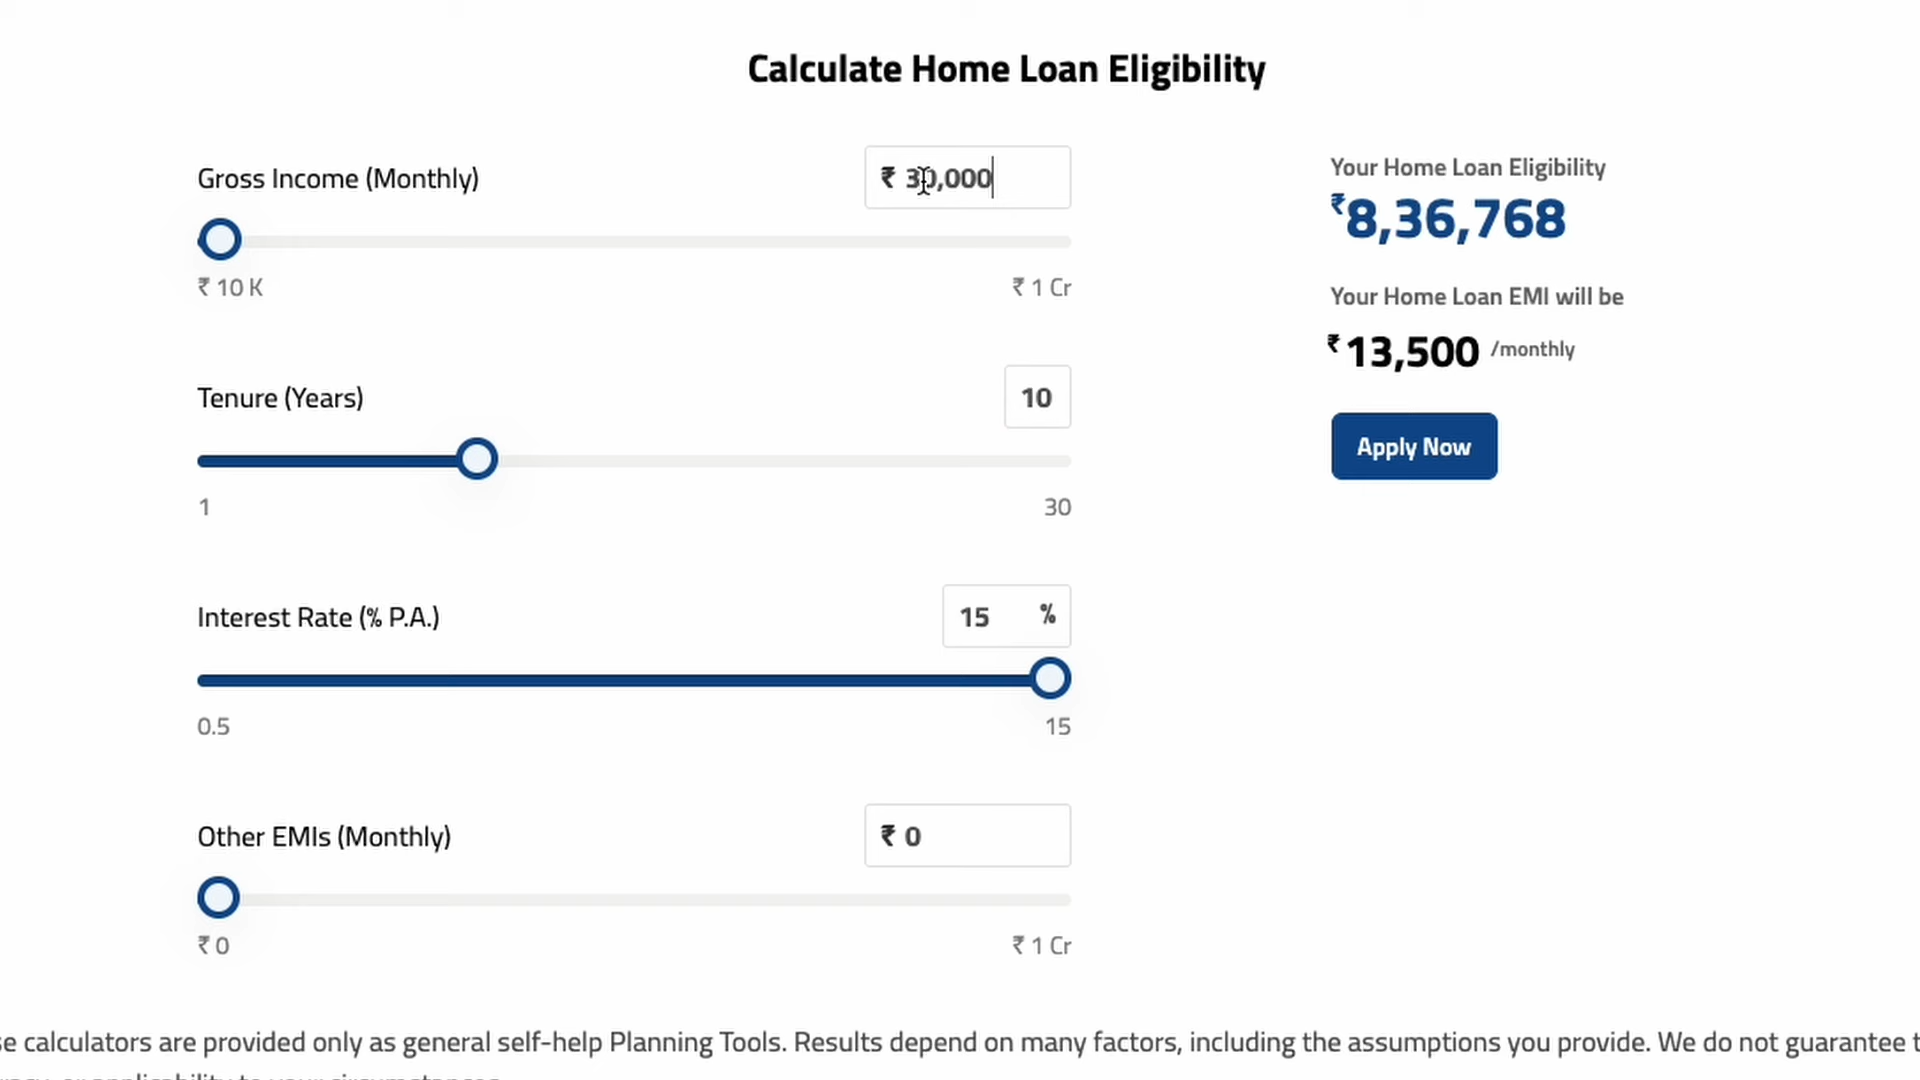 Calculate Home Loan Eligibility
Gross Income (Monthly)
₹ 30,000
₹ 10 K
₹ 1 Cr
Tenure (Years)
10
1
30
Interest Rate (% P.A.)
15 %
0.5
15
Other EMIs (Monthly)
₹ 0
₹ 0
₹ 1 Cr
Your Home Loan Eligibility
₹8,36,768
Your Home Loan EMI will be
₹13,500 /monthly
Apply Now
calculators are provided only as general self-help Planning Tools. Results depend on many factors, including the assumptions you provide. We do not guarantee